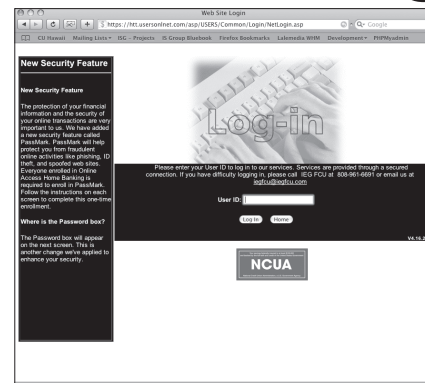 Web Site Login
https://htt.usersonlnet.com/asp/USERS/Common/Login/NetLogin.asp
Google
CU Hawaii Mailing Lists ISG - Projects IS Group Bluebook Firefox Bookmarks Lalemedia WHM Development PHPMyadmin
New Security Feature
New Security Feature
The protection of your financial
information and the security of
your online transactions are very
important to us. We have added
a new security feature called
PassMark. PassMark will help
protect you from fraudulent
online activities like phishing, ID
theft, and spoofed web sites.
Everyone enrolled in Online
Access Home Banking is
required to enroll in PassMark.
Follow the instructions on each
screen to complete this one-time
enrollment.
Where is the Password box?
The Password box will appear
on the next screen. This is
another change we've applied to
enhance your security.
Log-in
Please enter your User ID to log in to our services. Services are provided through a secured
connection. If you have difficulty logging in, please call IEG FCU at 808-961-6691 or email us at
iegfcu@iegfcu.com
User ID:
Log In Home
V4.15.2
NCUA